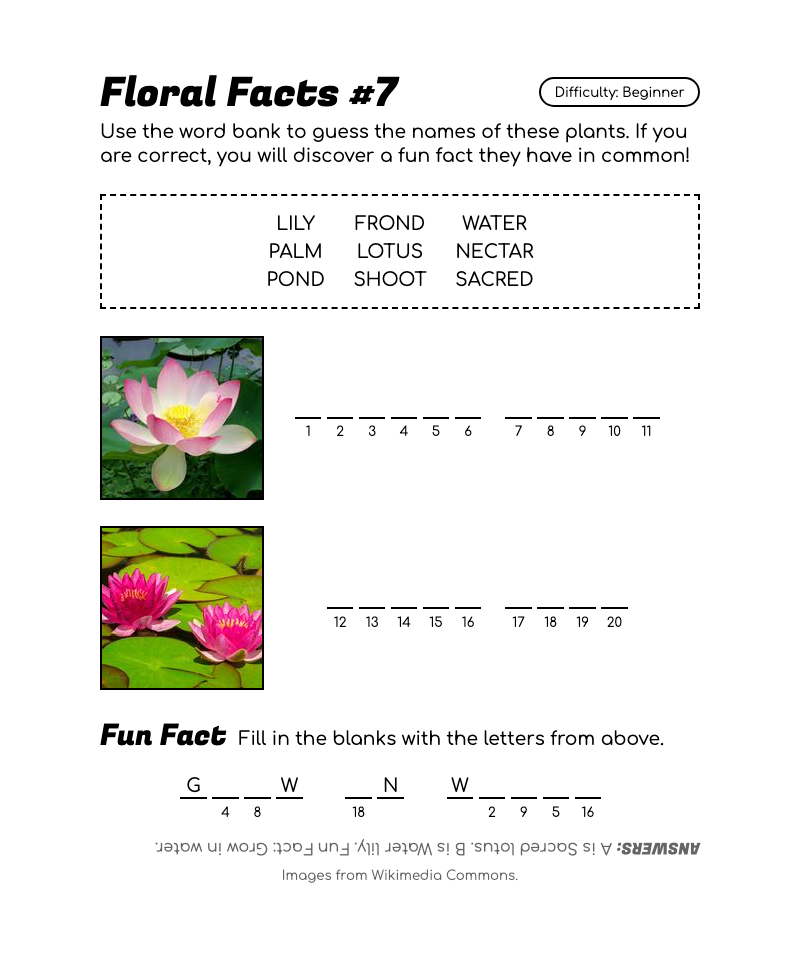 Floral Facts #7
Difficulty: Beginner
Use the word bank to guess the names of these plants. If you
are correct, you will discover a fun fact they have in common!
LILY FROND WATER
PALM LOTUS NECTAR
POND SHOOT SACRED
1 2 3 4 5 6 7 8 9 10 11
12 13 14 15 16 17 18 19 20
Fun Fact Fill in the blanks with the letters from above.
G W N W
4 8 18 2 9 5 16
ANSWERS: A is Sacred lotus. B is Water lily. Fun Fact: Grow in water.
Images from Wikimedia Commons.